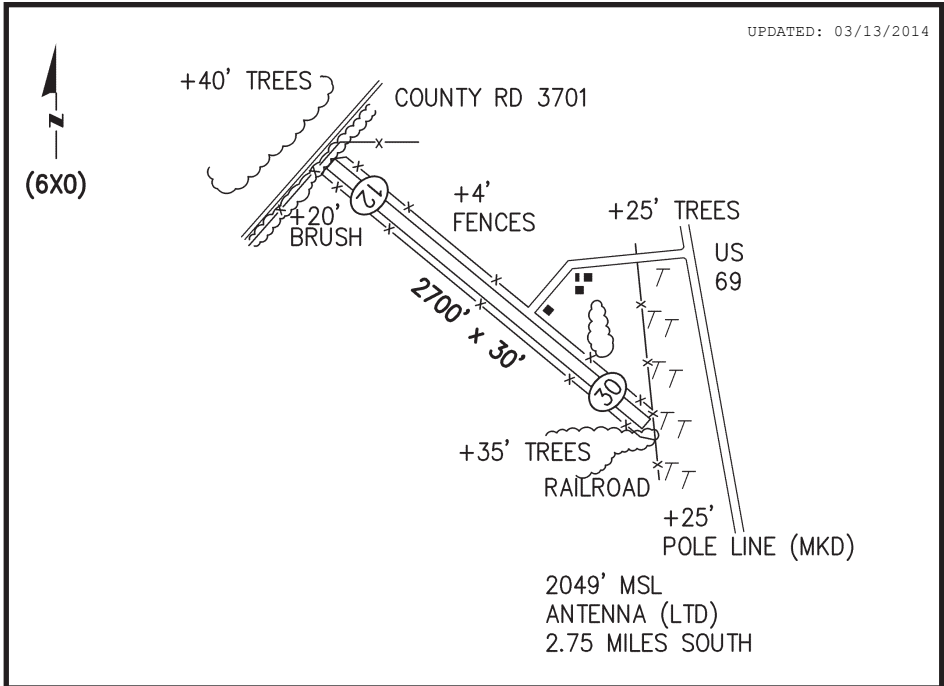 UPDATED: 03/13/2014
+40' TREES
COUNTY RD 3701
N
(6X0)
12
+4'
FENCES
+20'
BRUSH
+25' TREES
US
69
2700' x 30'
30
+35' TREES
RAILROAD
+25'
POLE LINE (MKD)
2049' MSL
ANTENNA (LTD)
2.75 MILES SOUTH